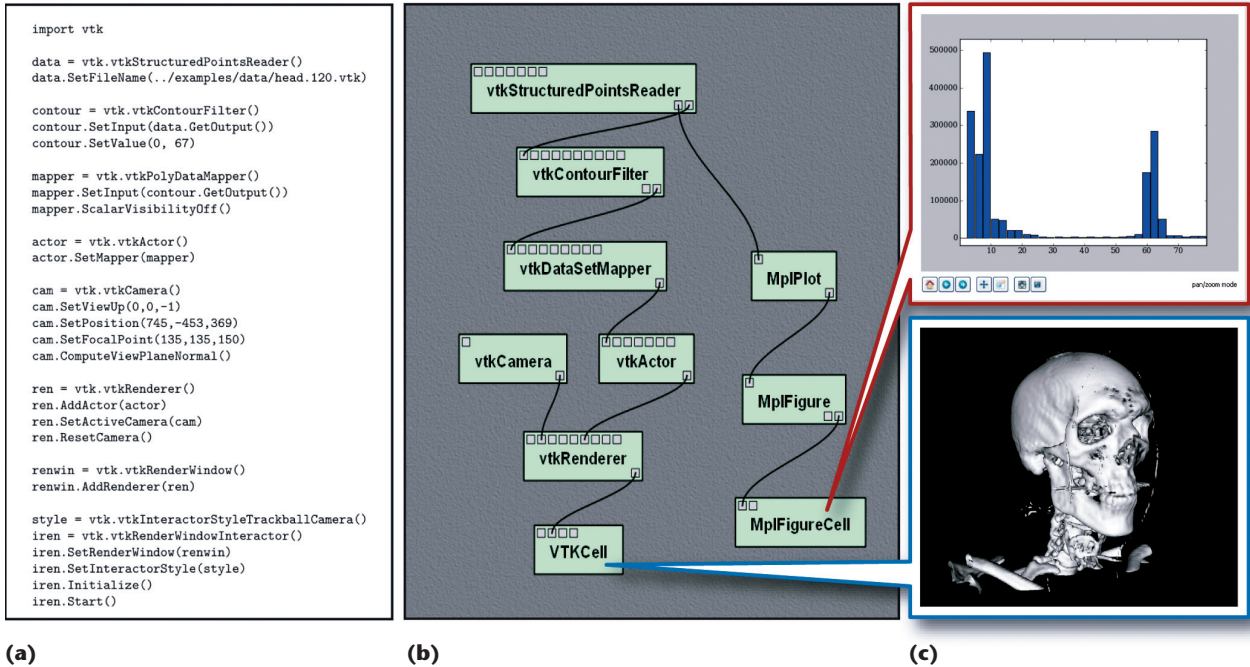 import vtk
data = vtk.vtkStructuredPointsReader()
data.SetFileName(../examples/data/head.120.vtk)
contour = vtk.vtkContourFilter()
contour.SetInput(data.GetOutput())
contour.SetValue(0, 67)
mapper = vtk.vtkPolyDataMapper()
mapper.SetInput(contour.GetOutput())
mapper.ScalarVisibilityOff()
actor = vtk.vtkActor()
actor.SetMapper(mapper)
cam = vtk.vtkCamera()
cam.SetViewUp(0,0,-1)
cam.SetPosition(745,-453,369)
cam.SetFocalPoint(135,135,150)
cam.ComputeViewPlaneNormal()
ren = vtk.vtkRenderer()
ren.AddActor(actor)
ren.SetActiveCamera(cam)
ren.ResetCamera()
renwin = vtk.vtkRenderWindow()
renwin.AddRenderer(ren)
style = vtk.vtkInteractorStyleTrackballCamera()
iren = vtk.vtkRenderWindowInteractor()
iren.SetRenderWindow(renwin)
iren.SetInteractorStyle(style)
iren.Initialize()
iren.Start()
(a)
vtkStructuredPointsReader
vtkContourFilter
vtkDataSetMapper
MplPlot
vtkCamera
vtkActor
MplFigure
vtkRenderer
MplFigureCell
VTKCell
(b)
500000
400000
300000
200000
100000
0
10 20 30 40 50 60 70
pan/zoom mode
(c)